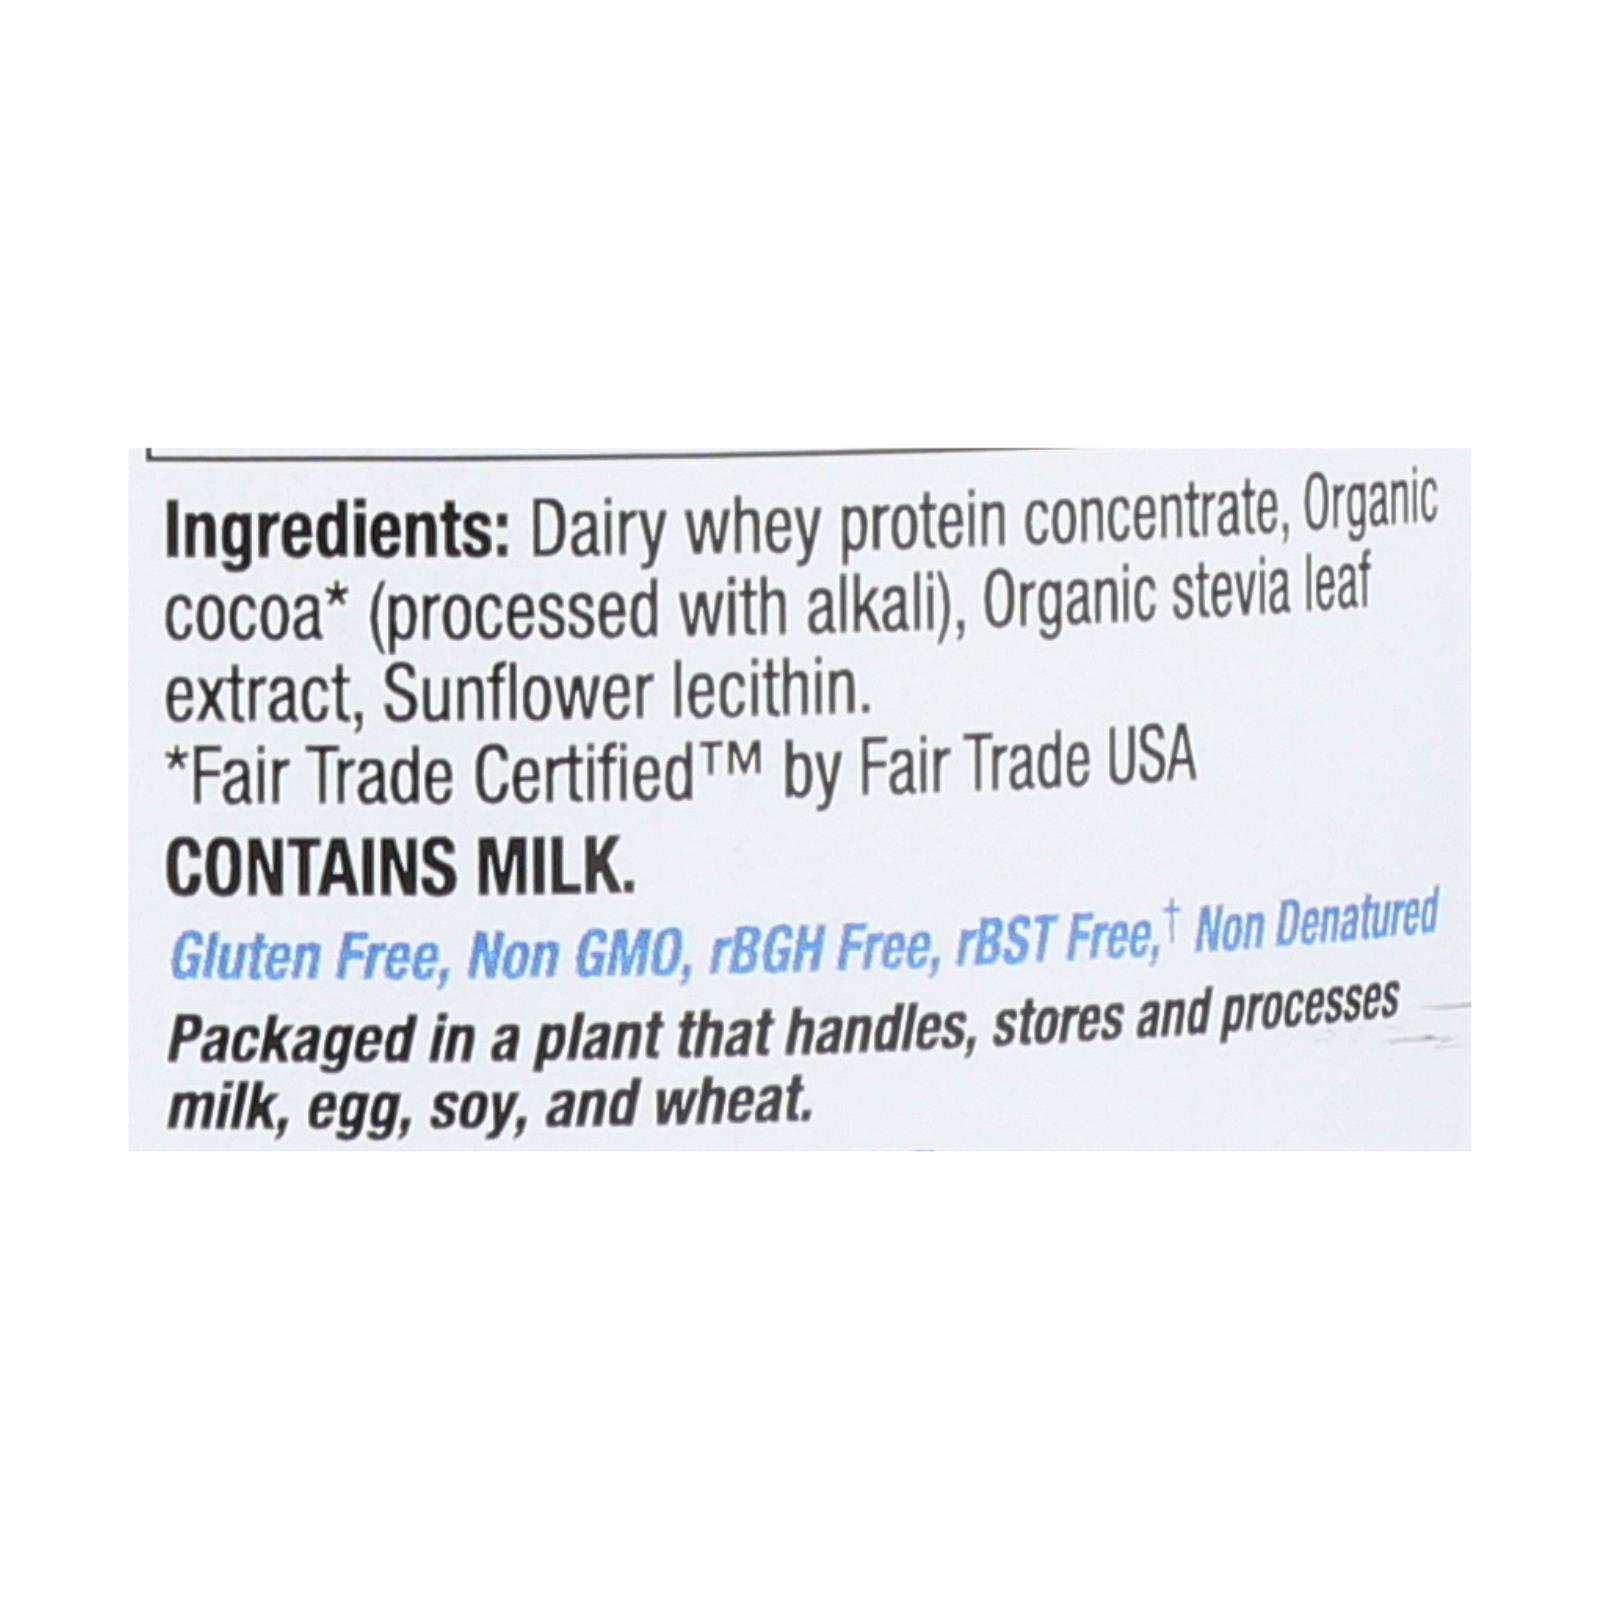 Ingredients: Dairy whey protein concentrate, Organic
cocoa* (processed with alkali), Organic stevia leaf
extract, Sunflower lecithin.
*Fair Trade Certified™ by Fair Trade USA
CONTAINS MILK.
Gluten Free, Non GMO, rBGH Free, rBST Free,† Non Denatured
Packaged in a plant that handles, stores and processes
milk, egg, soy, and wheat.